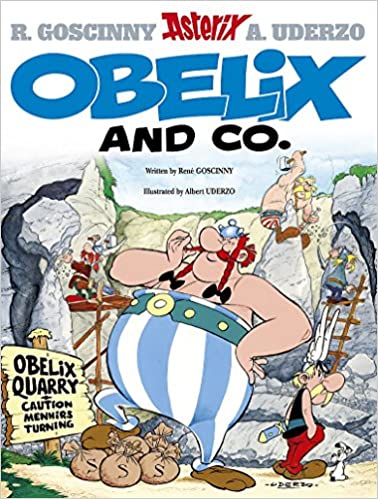 R. GOSCINNY Asterix A. UDERZO
OBELIX
AND CO.
Written by René GOSCINNY
Illustrated by Albert UDERZO
OBELIX
QUARRY
CAUTION
MENHIRS
TURNING
-UDERZO-